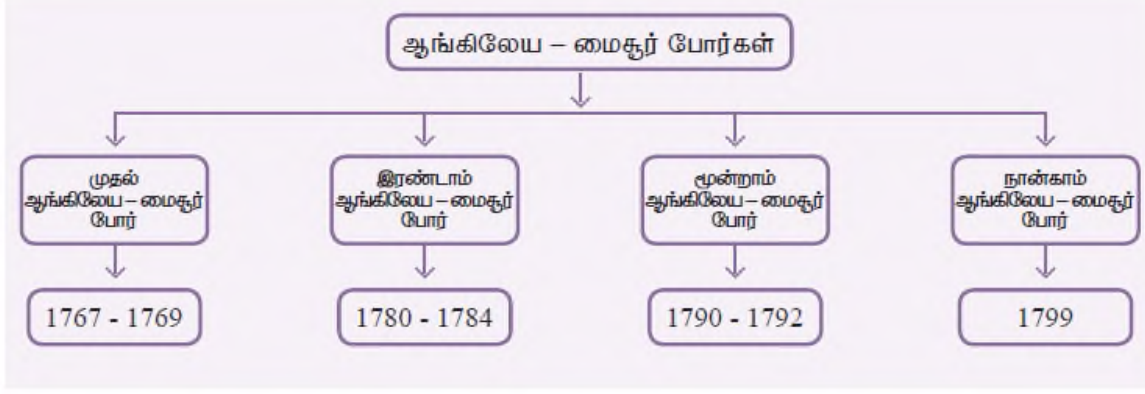 ஆங்கிலேய – மைசூர் போர்கள்
முதல்
ஆங்கிலேய – மைசூர்
போர்
இரண்டாம்
ஆங்கிலேய – மைசூர்
போர்
மூன்றாம்
ஆங்கிலேய – மைசூர்
போர்
நான்காம்
ஆங்கிலேய – மைசூர்
போர்
1767 - 1769
1780 - 1784
1790 - 1792
1799